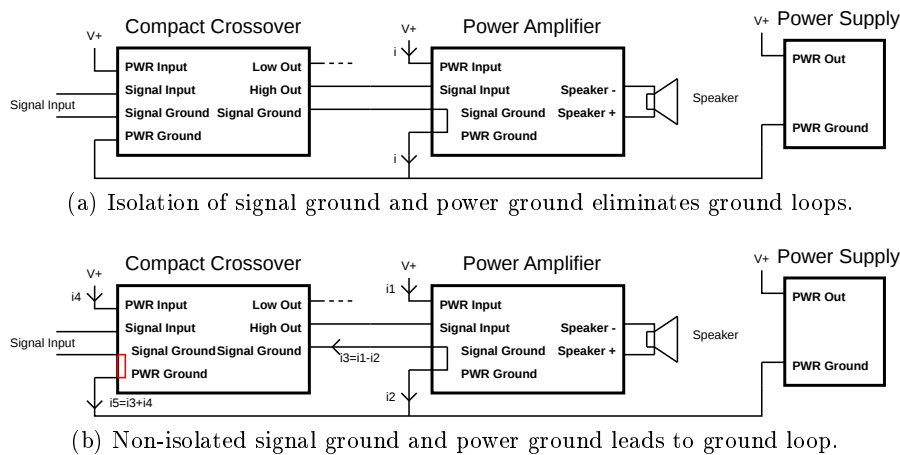 Compact Crossover Power Amplifier Power Supply
V+ V+ V+
i
PWR Input Low Out PWR Input PWR Out
Signal Input High Out Signal Input Speaker -
Signal Input Speaker
Signal Ground Signal Ground Signal Ground Speaker +
PWR Ground PWR Ground PWR Ground
i
(a) Isolation of signal ground and power ground eliminates ground loops.
Compact Crossover Power Amplifier Power Supply
V+ V+ V+
i4 i1
PWR Input Low Out PWR Input PWR Out
Signal Input High Out Signal Input Speaker -
Signal Input Speaker
Signal Ground Signal Ground Signal Ground Speaker +
i3=i1-i2
PWR Ground PWR Ground PWR Ground
i5=i3+i4 i2
(b) Non-isolated signal ground and power ground leads to ground loop.